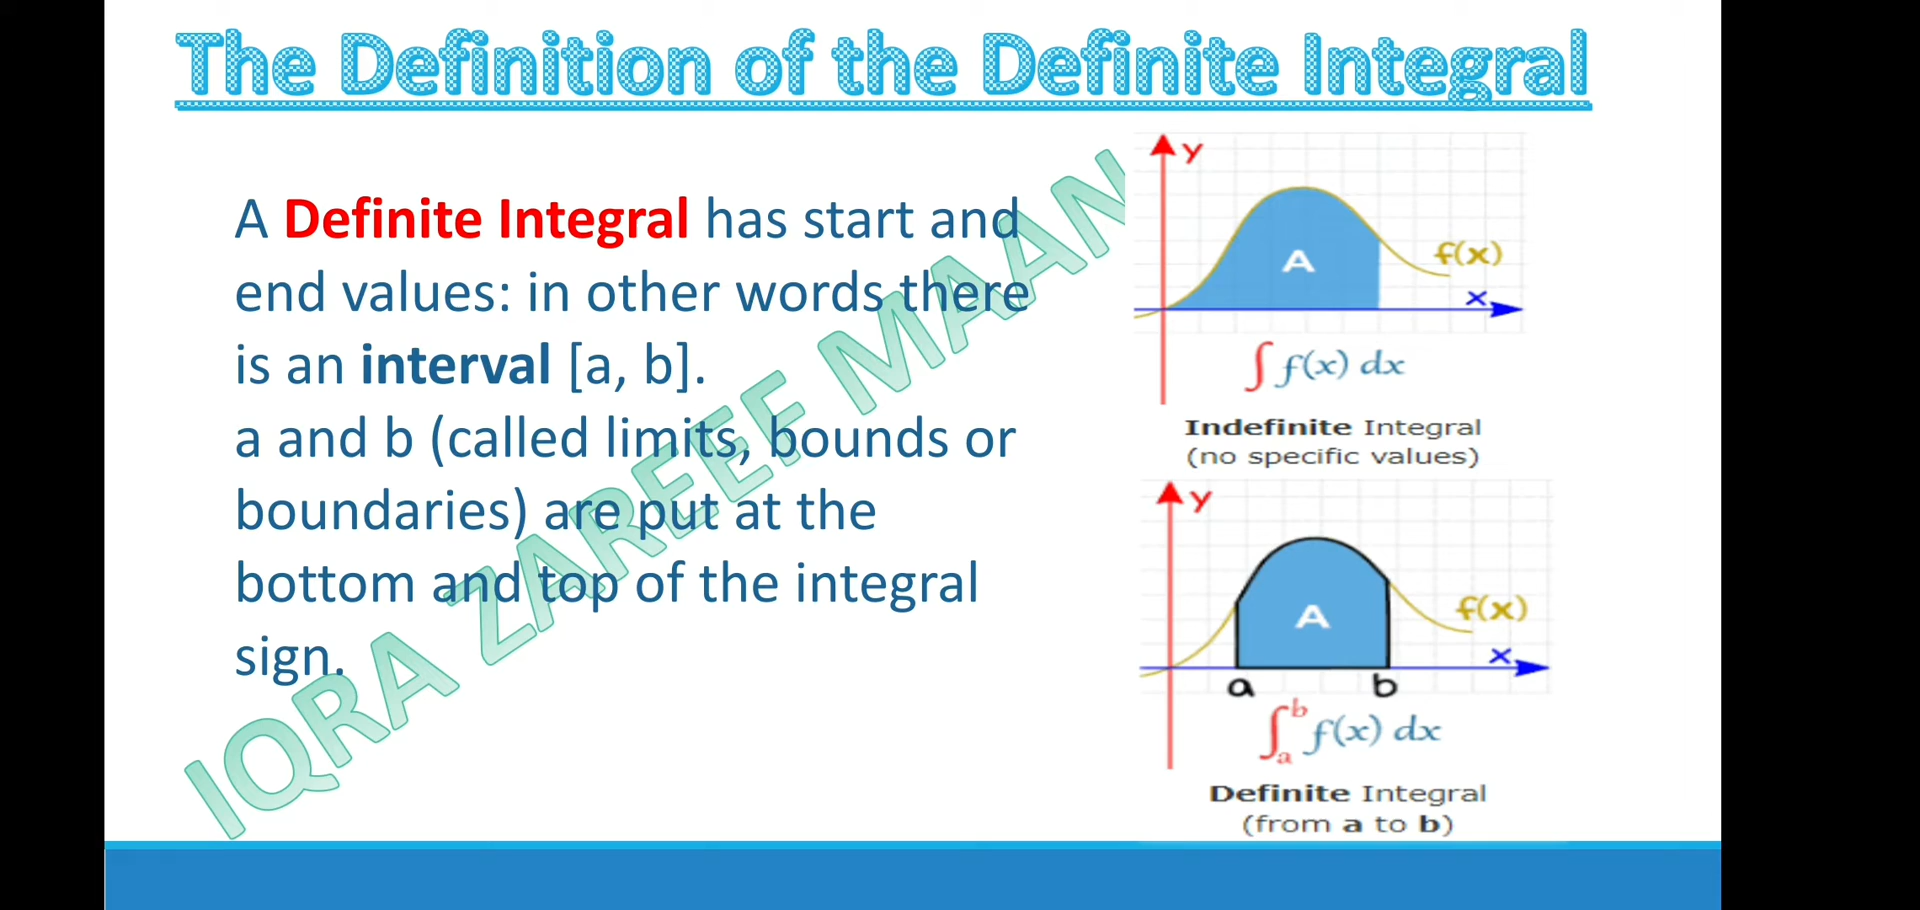 The Definition of the Definite Integral
A Definite Integral has start and
end values: in other words there
is an interval [a, b].
a and b (called limits, bounds or
boundaries) are put at the
bottom and top of the integral
sign.
IQRA ZAREEF MAAN
y
A
f(x)
x
∫ f(x) dx
Indefinite Integral
(no specific values)
y
A
f(x)
x
a b
∫ₐᵇ f(x) dx
Definite Integral
(from a to b)